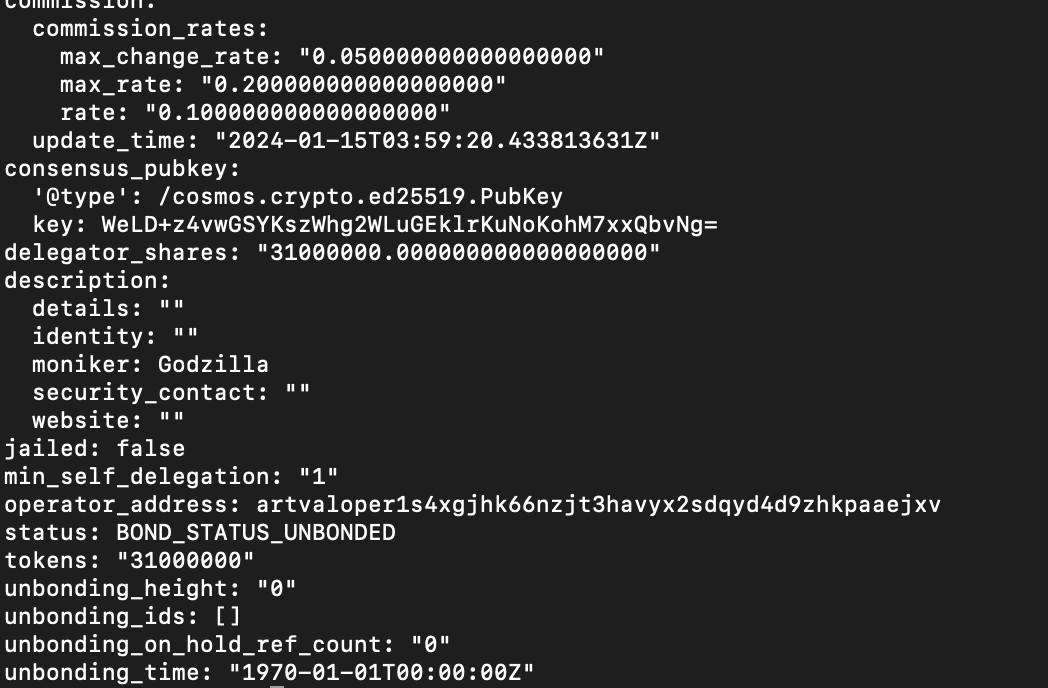 commission:
  commission_rates:
    max_change_rate: "0.050000000000000000"
    max_rate: "0.200000000000000000"
    rate: "0.100000000000000000"
  update_time: "2024-01-15T03:59:20.433813631Z"
consensus_pubkey:
  '@type': /cosmos.crypto.ed25519.PubKey
  key: WeLD+z4vwGSYKszWhg2WLuGEklrKuNoKohM7xxQbvNg=
delegator_shares: "31000000.000000000000000000"
description:
  details: ""
  identity: ""
  moniker: Godzilla
  security_contact: ""
  website: ""
jailed: false
min_self_delegation: "1"
operator_address: artvaloper1s4xgjhk66nzjt3havyx2sdqyd4d9zhkpaaejxv
status: BOND_STATUS_UNBONDED
tokens: "31000000"
unbonding_height: "0"
unbonding_ids: []
unbonding_on_hold_ref_count: "0"
unbonding_time: "1970-01-01T00:00:00Z"